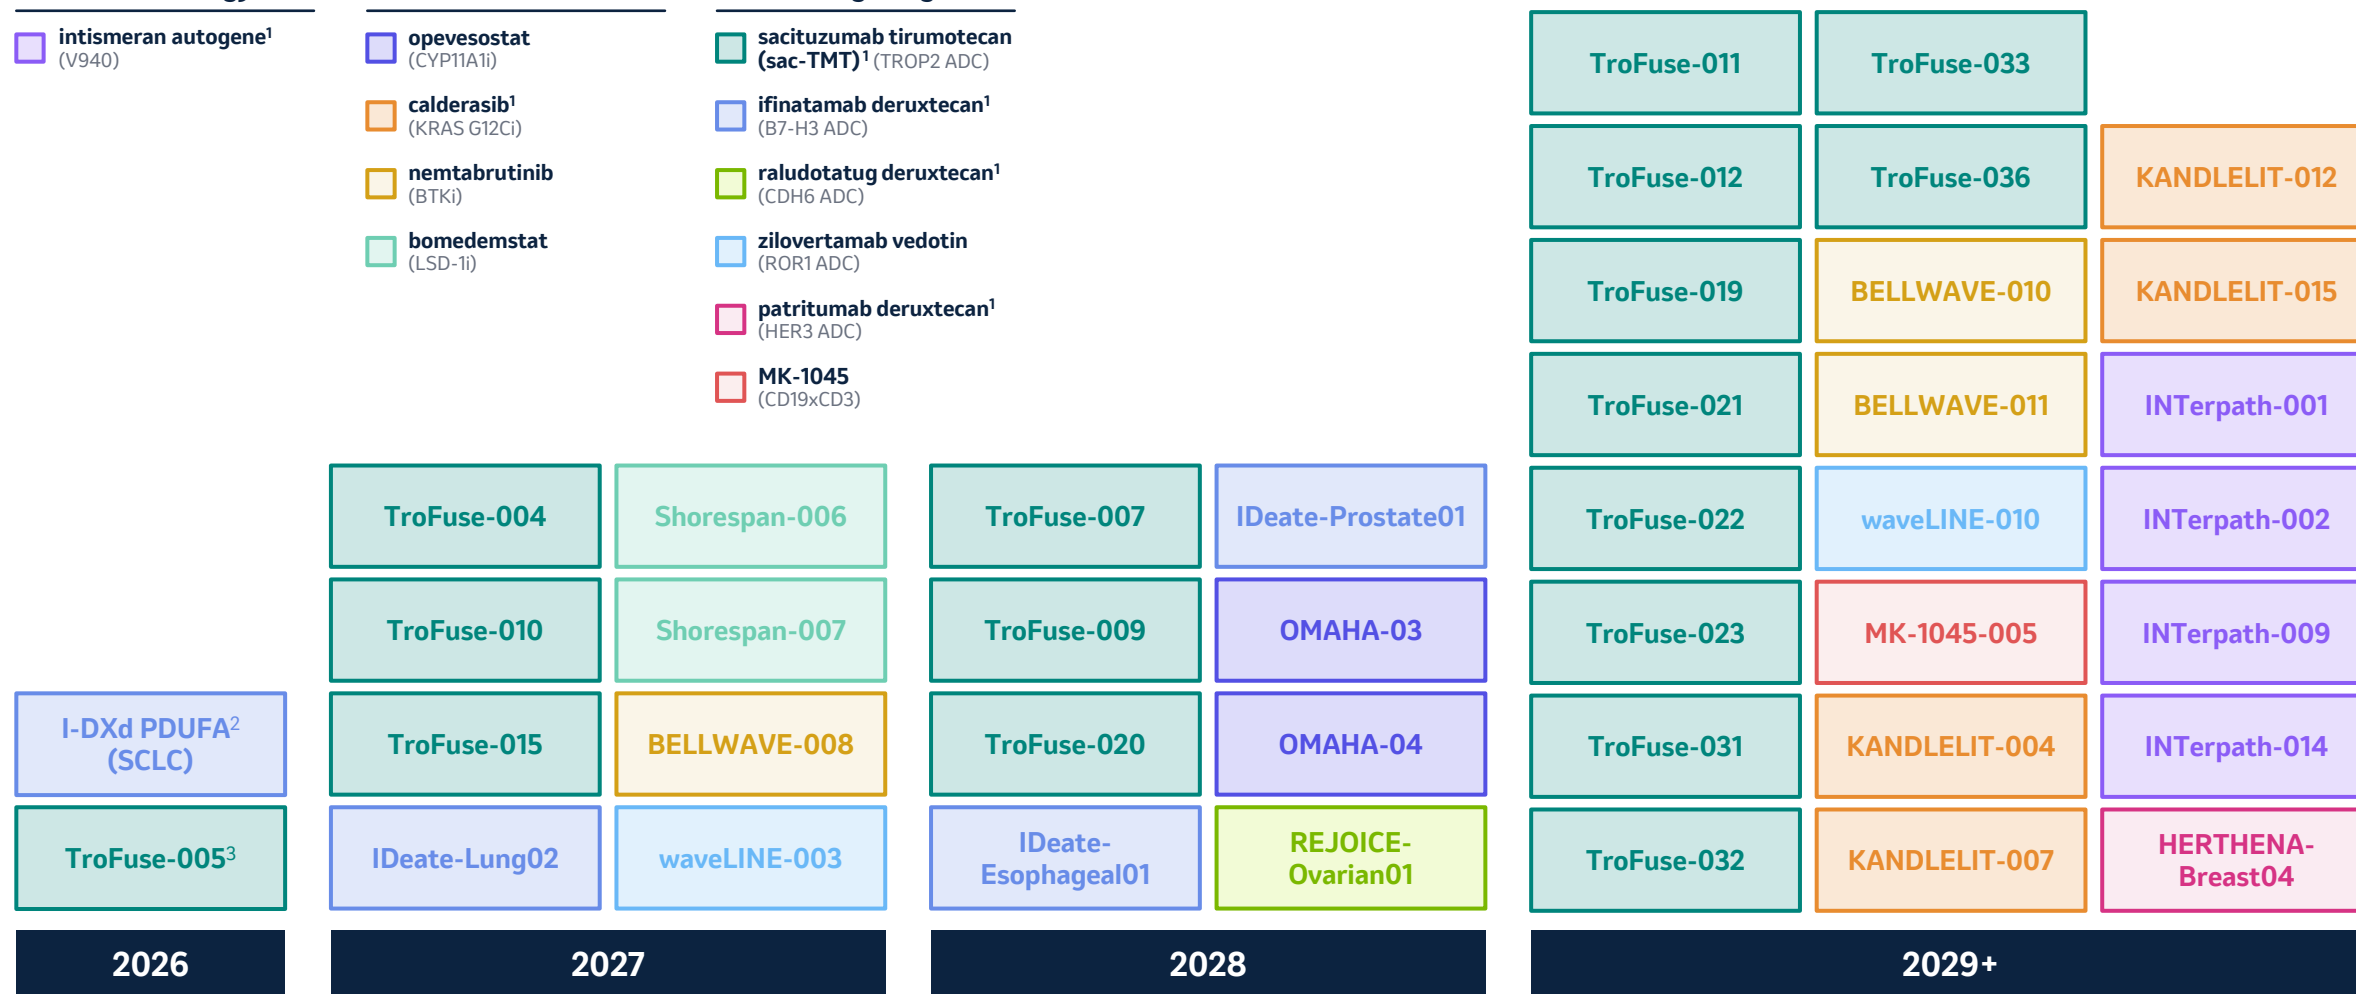 intismeran autogene¹
(V940)
opevesostat
(CYP11A1i)
calderasib¹
(KRAS G12Ci)
nemtabrutinib
(BTKi)
bomedemstat
(LSD-1i)
sacituzumab tirumotecan
(sac-TMT)¹ (TROP2 ADC)
ifinatamab deruxtecan¹
(B7-H3 ADC)
raludotatug deruxtecan¹
(CDH6 ADC)
zilovertamab vedotin
(ROR1 ADC)
patritumab deruxtecan¹
(HER3 ADC)
MK-1045
(CD19xCD3)
I-DXd PDUFA²
(SCLC)
TroFuse-005³
2026
TroFuse-004
Shorespan-006
TroFuse-010
Shorespan-007
TroFuse-015
BELLWAVE-008
IDeate-Lung02
waveLINE-003
2027
TroFuse-007
IDeate-Prostate01
TroFuse-009
OMAHA-03
TroFuse-020
OMAHA-04
IDeate-
Esophageal01
REJOICE-
Ovarian01
2028
TroFuse-011
TroFuse-033
TroFuse-012
TroFuse-036
KANDLELIT-012
TroFuse-019
BELLWAVE-010
KANDLELIT-015
TroFuse-021
BELLWAVE-011
INTerpath-001
TroFuse-022
waveLINE-010
INTerpath-002
TroFuse-023
MK-1045-005
INTerpath-009
TroFuse-031
KANDLELIT-004
INTerpath-014
TroFuse-032
KANDLELIT-007
HERTHENA-
Breast04
2029+